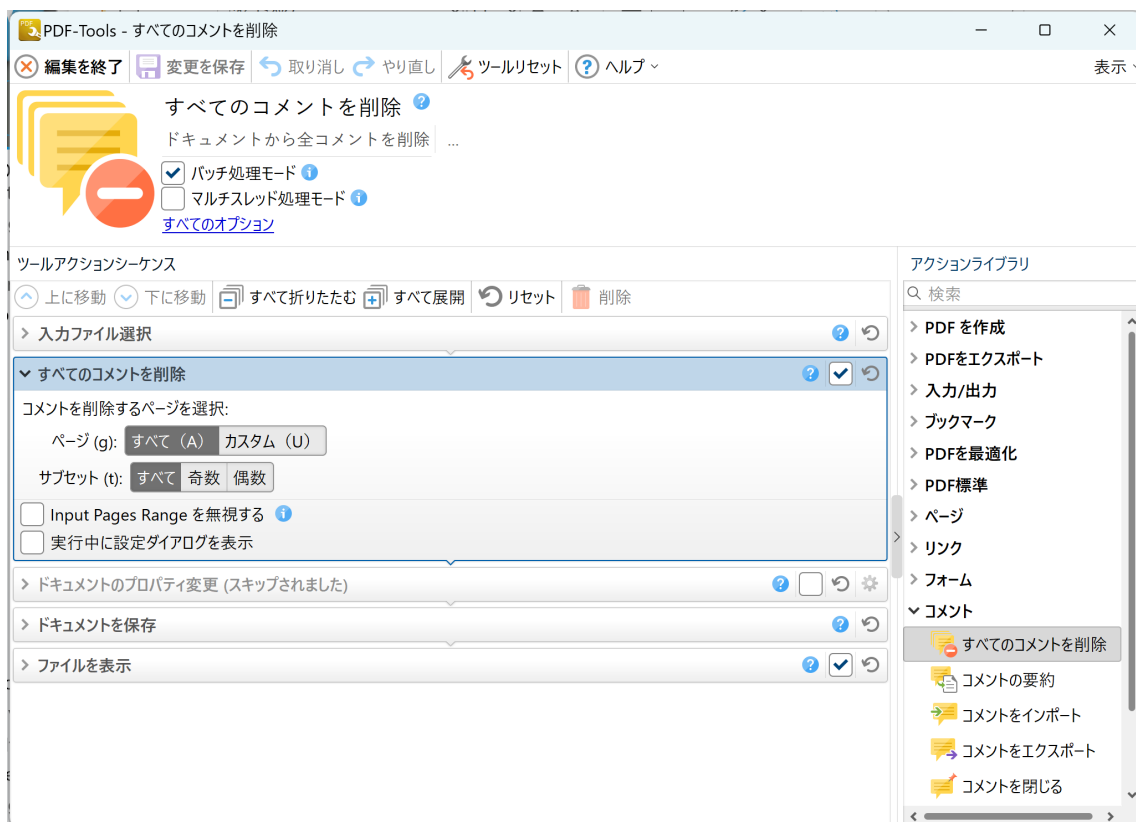 PDF-Tools - すべてのコメントを削除
編集を終了 変更を保存 取り消し やり直し ツールリセット ヘルプ 表示
すべてのコメントを削除
ドキュメントから全コメントを削除 ...
バッチ処理モード
マルチスレッド処理モード
すべてのオプション
ツールアクションシーケンス
上に移動 下に移動 すべて折りたたむ すべて展開 リセット 削除
入力ファイル選択
すべてのコメントを削除
コメントを削除するページを選択:
ページ (g): すべて（A） カスタム（U）
サブセット (t): すべて 奇数 偶数
Input Pages Range を無視する
実行中に設定ダイアログを表示
ドキュメントのプロパティ変更 (スキップされました)
ドキュメントを保存
ファイルを表示
アクションライブラリ
検索
PDF を作成
PDFをエクスポート
入力/出力
ブックマーク
PDFを最適化
PDF標準
ページ
リンク
フォーム
コメント
すべてのコメントを削除
コメントの要約
コメントをインポート
コメントをエクスポート
コメントを閉じる